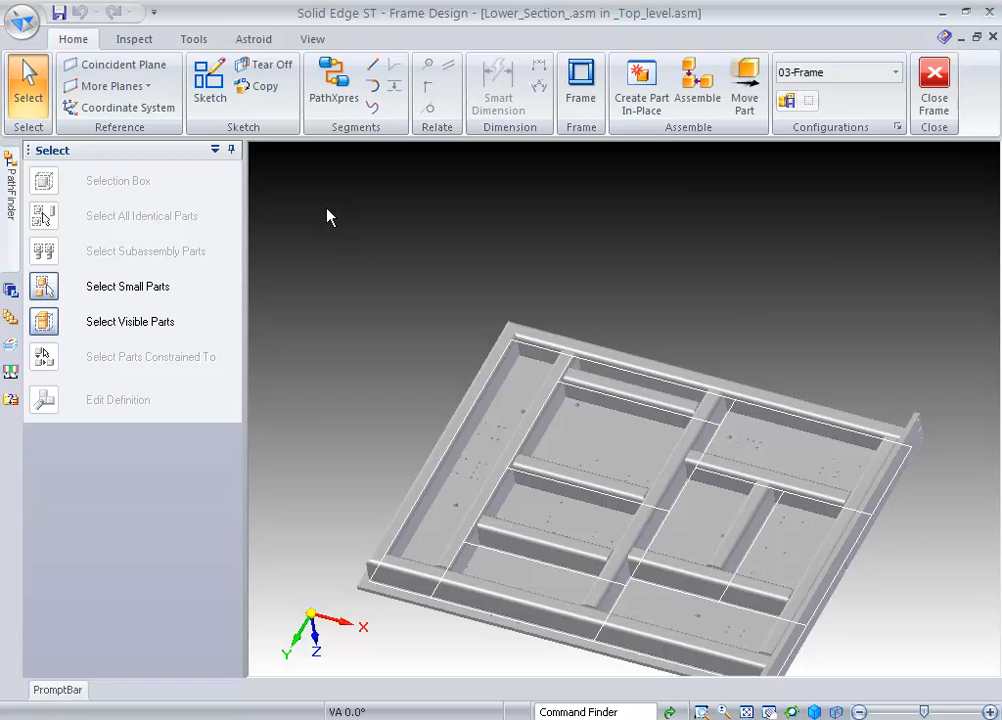 Solid Edge ST - Frame Design - [Lower_Section_.asm in _Top_level.asm]
Home Inspect Tools Astroid View
Select
Select
Coincident Plane
More Planes
Coordinate System
Reference
Sketch
Tear Off
Copy
Sketch
PathXpres
Segments
Relate
Smart
Dimension
Dimension
Frame
Frame
Create Part
In-Place
Assemble
Move
Part
Assemble
03-Frame
Configurations
Close
Frame
Close
PathFinder
Select
Selection Box
Select All Identical Parts
Select Subassembly Parts
Select Small Parts
Select Visible Parts
Select Parts Constrained To
Edit Definition
X
Y
Z
PromptBar
VA 0.0°
Command Finder